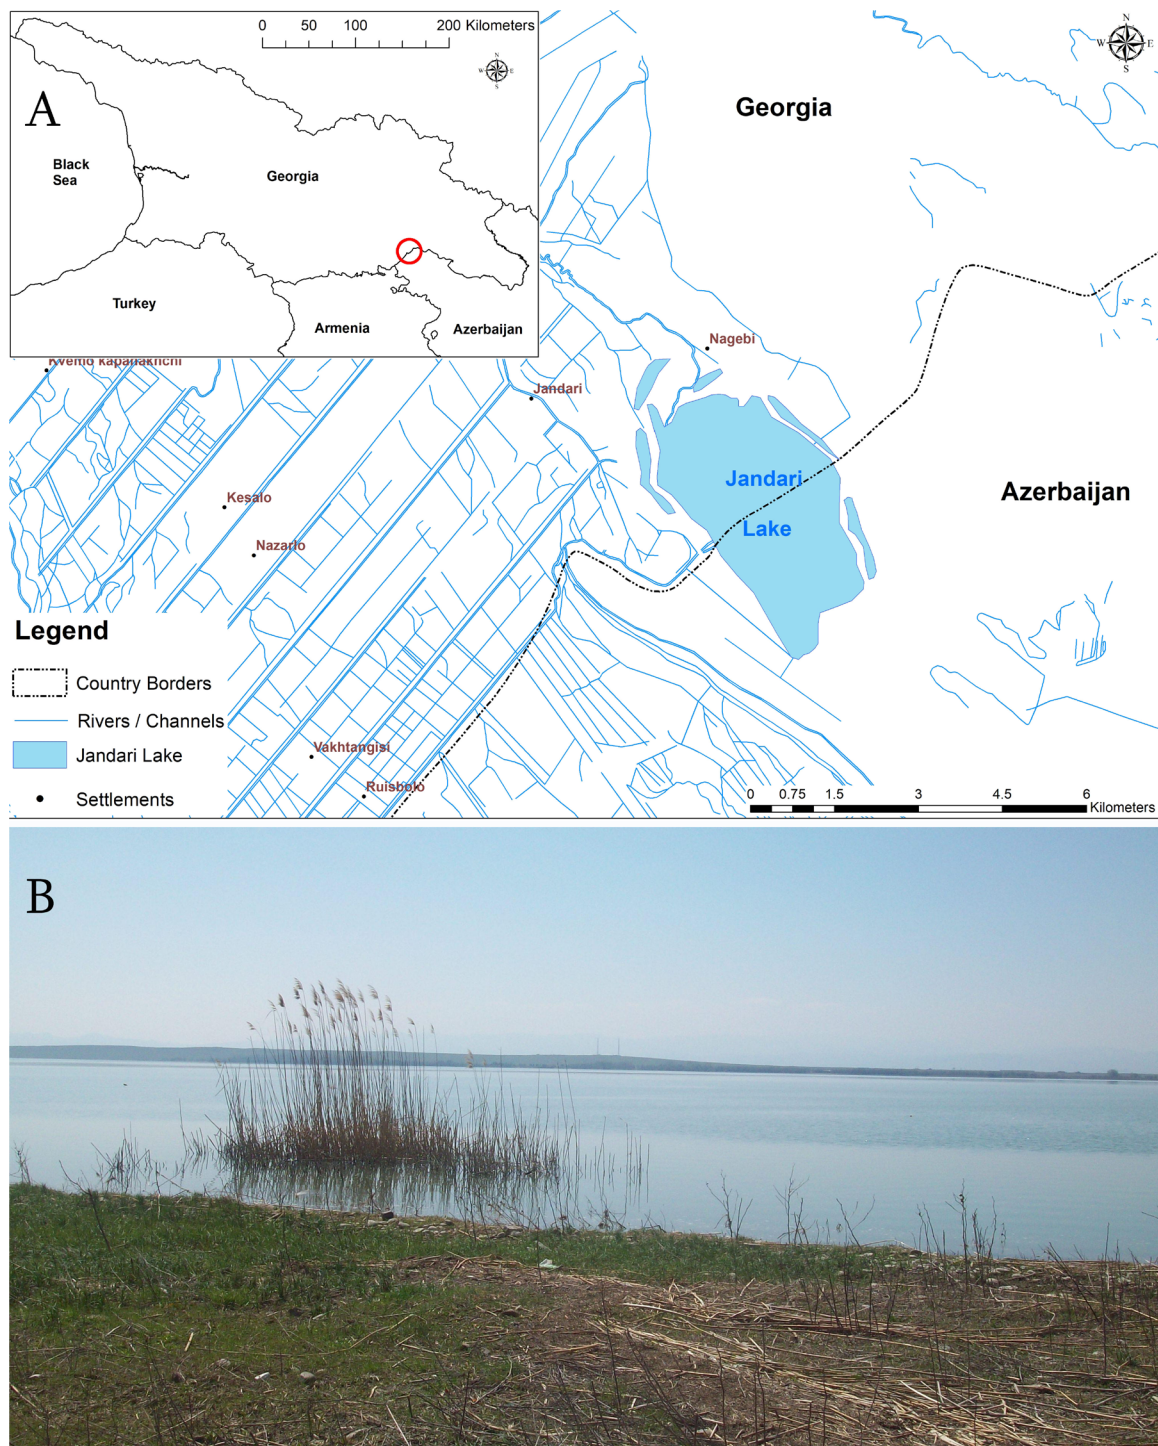 0 50 100 200 Kilometers
N
W E
S
A
Black
Sea
Georgia
Turkey
Armenia
Azerbaijan
N
W E
S
Georgia
Nagebi
Kvemo kapanakhchi
Jandari
Jandari
Kesalo
Azerbaijan
Lake
Nazarlo
Legend
Country Borders
Rivers / Channels
Jandari Lake
Settlements
Vakhtangisi
Ruisbolo
0 0.75 1.5 3 4.5 6
Kilometers
B